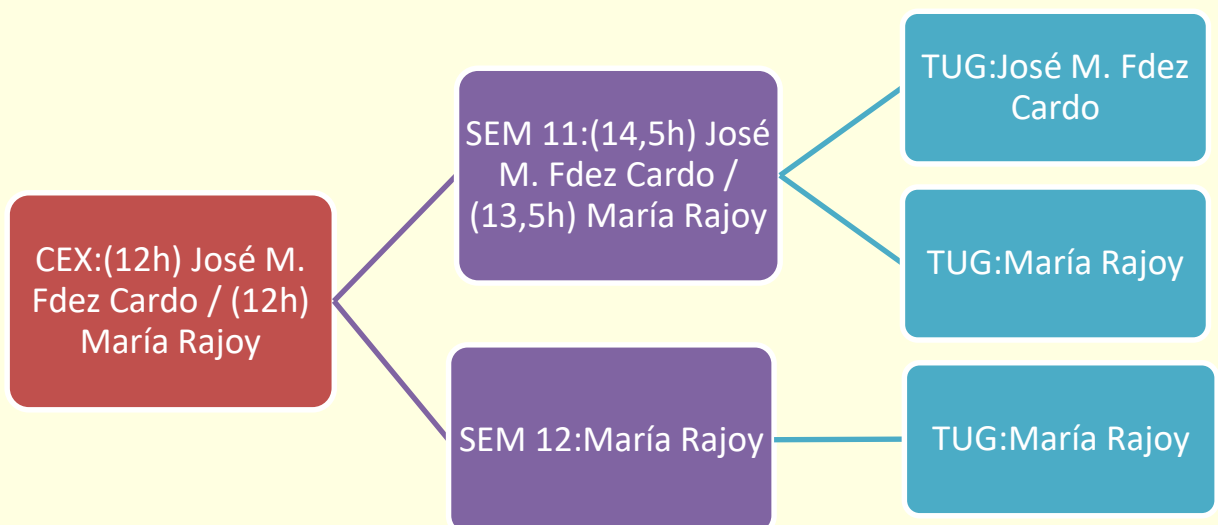 CEX:(12h) José M.
Fdez Cardo / (12h)
María Rajoy
SEM 11:(14,5h) José
M. Fdez Cardo /
(13,5h) María Rajoy
TUG:José M. Fdez
Cardo
TUG:María Rajoy
SEM 12:María Rajoy
TUG:María Rajoy